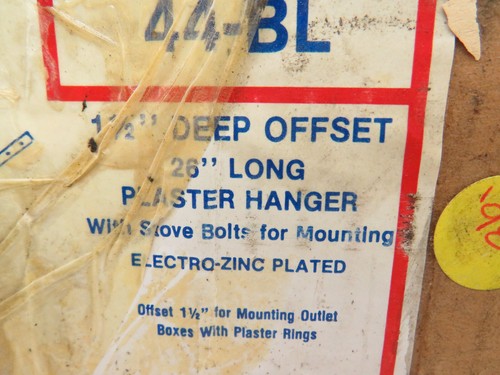 44-BL
1½" DEEP OFFSET
26" LONG
PLASTER HANGER
With Stove Bolts for Mounting
ELECTRO-ZINC PLATED
Offset 1½" for Mounting Outlet
Boxes With Plaster Rings